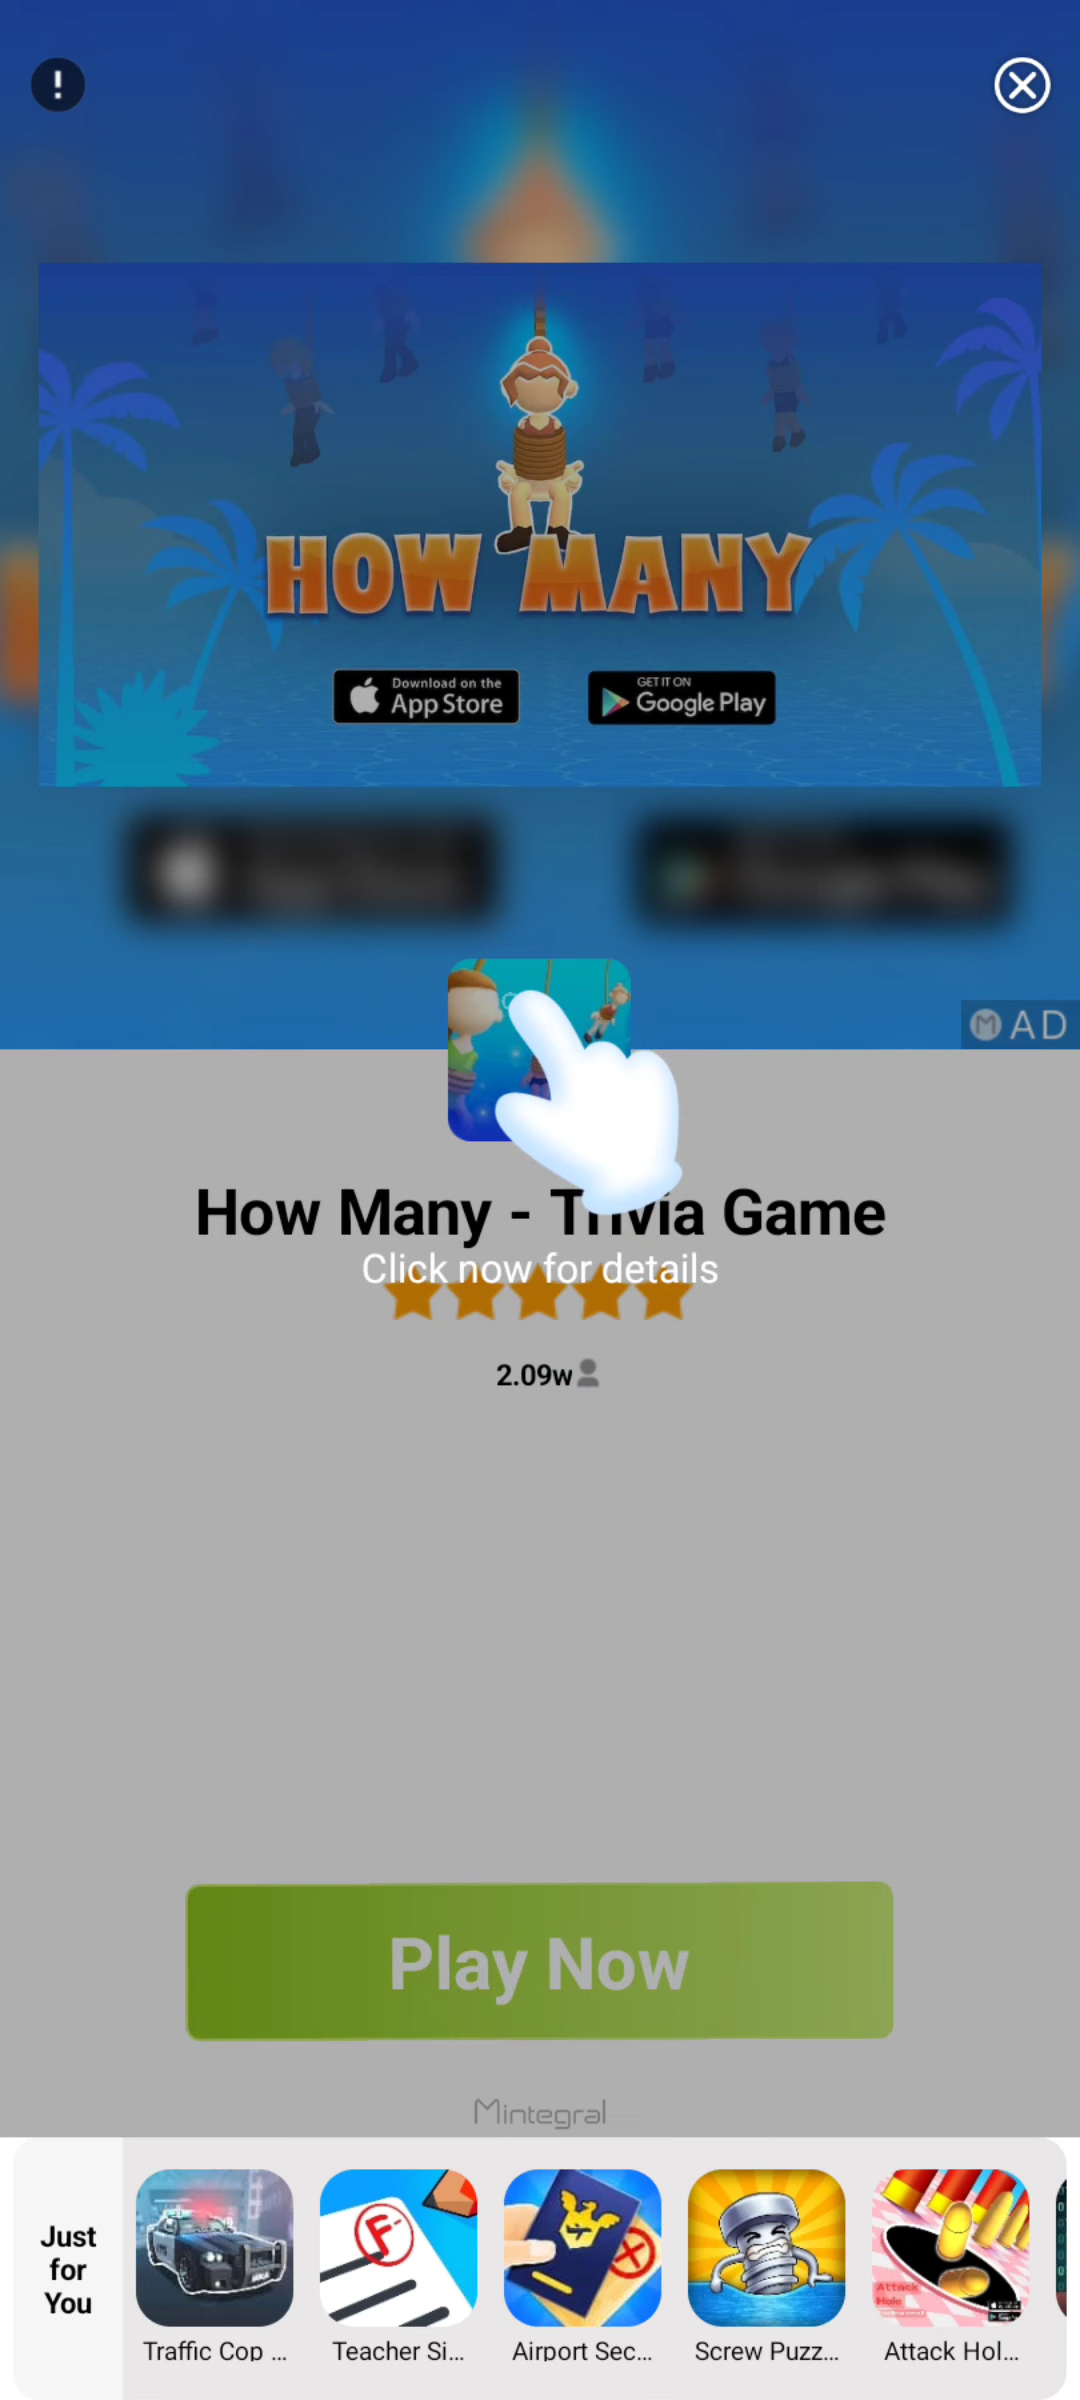 HOW MANY
Download on the
App Store
GET IT ON
Google Play
AD
How Many - Trivia Game
Click now for details
2.09w
Play Now
Mintegral
Just
for
You
Traffic Cop ...
Teacher Si...
Airport Sec...
Screw Puzz...
Attack Hol...
F-
Attack
Hole